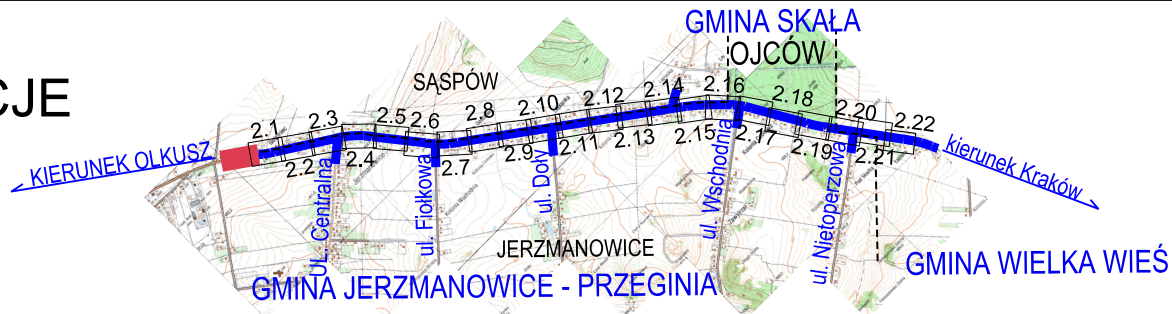 GMINA SKAŁA
OJCÓW
CJE
SĄSPÓW
2.1
2.2
2.3
2.4
2.5
2.6
2.7
2.8
2.9
2.10
2.11
2.12
2.13
2.14
2.15
2.16
2.17
2.18
2.19
2.20
2.21
2.22
KIERUNEK OLKUSZ
kierunek Kraków
UL. Centralna
ul. Fiołkowa
ul. Doły
ul. Wschodnia
ul. Nietoperzowa
JERZMANOWICE
GMINA JERZMANOWICE - PRZEGINIA
GMINA WIELKA WIEŚ